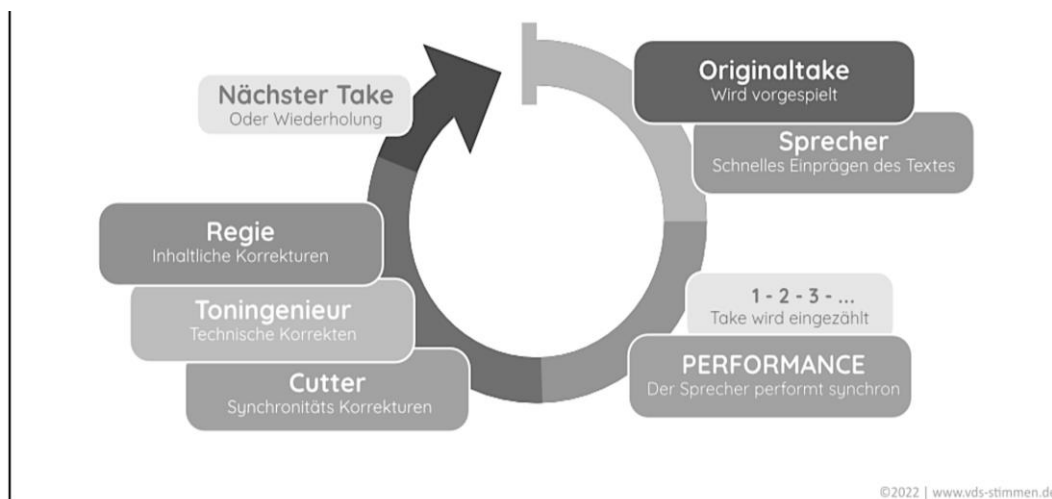 Originaltake
Wird vorgespielt
Sprecher
Schnelles Einprägen des Textes
1 - 2 - 3 - ...
Take wird eingezählt
PERFORMANCE
Der Sprecher performt synchron
Cutter
Synchronitäts Korrekturen
Toningenieur
Technische Korrekten
Regie
Inhaltliche Korrekturen
Nächster Take
Oder Wiederholung
©2022 | www.vds-stimmen.de